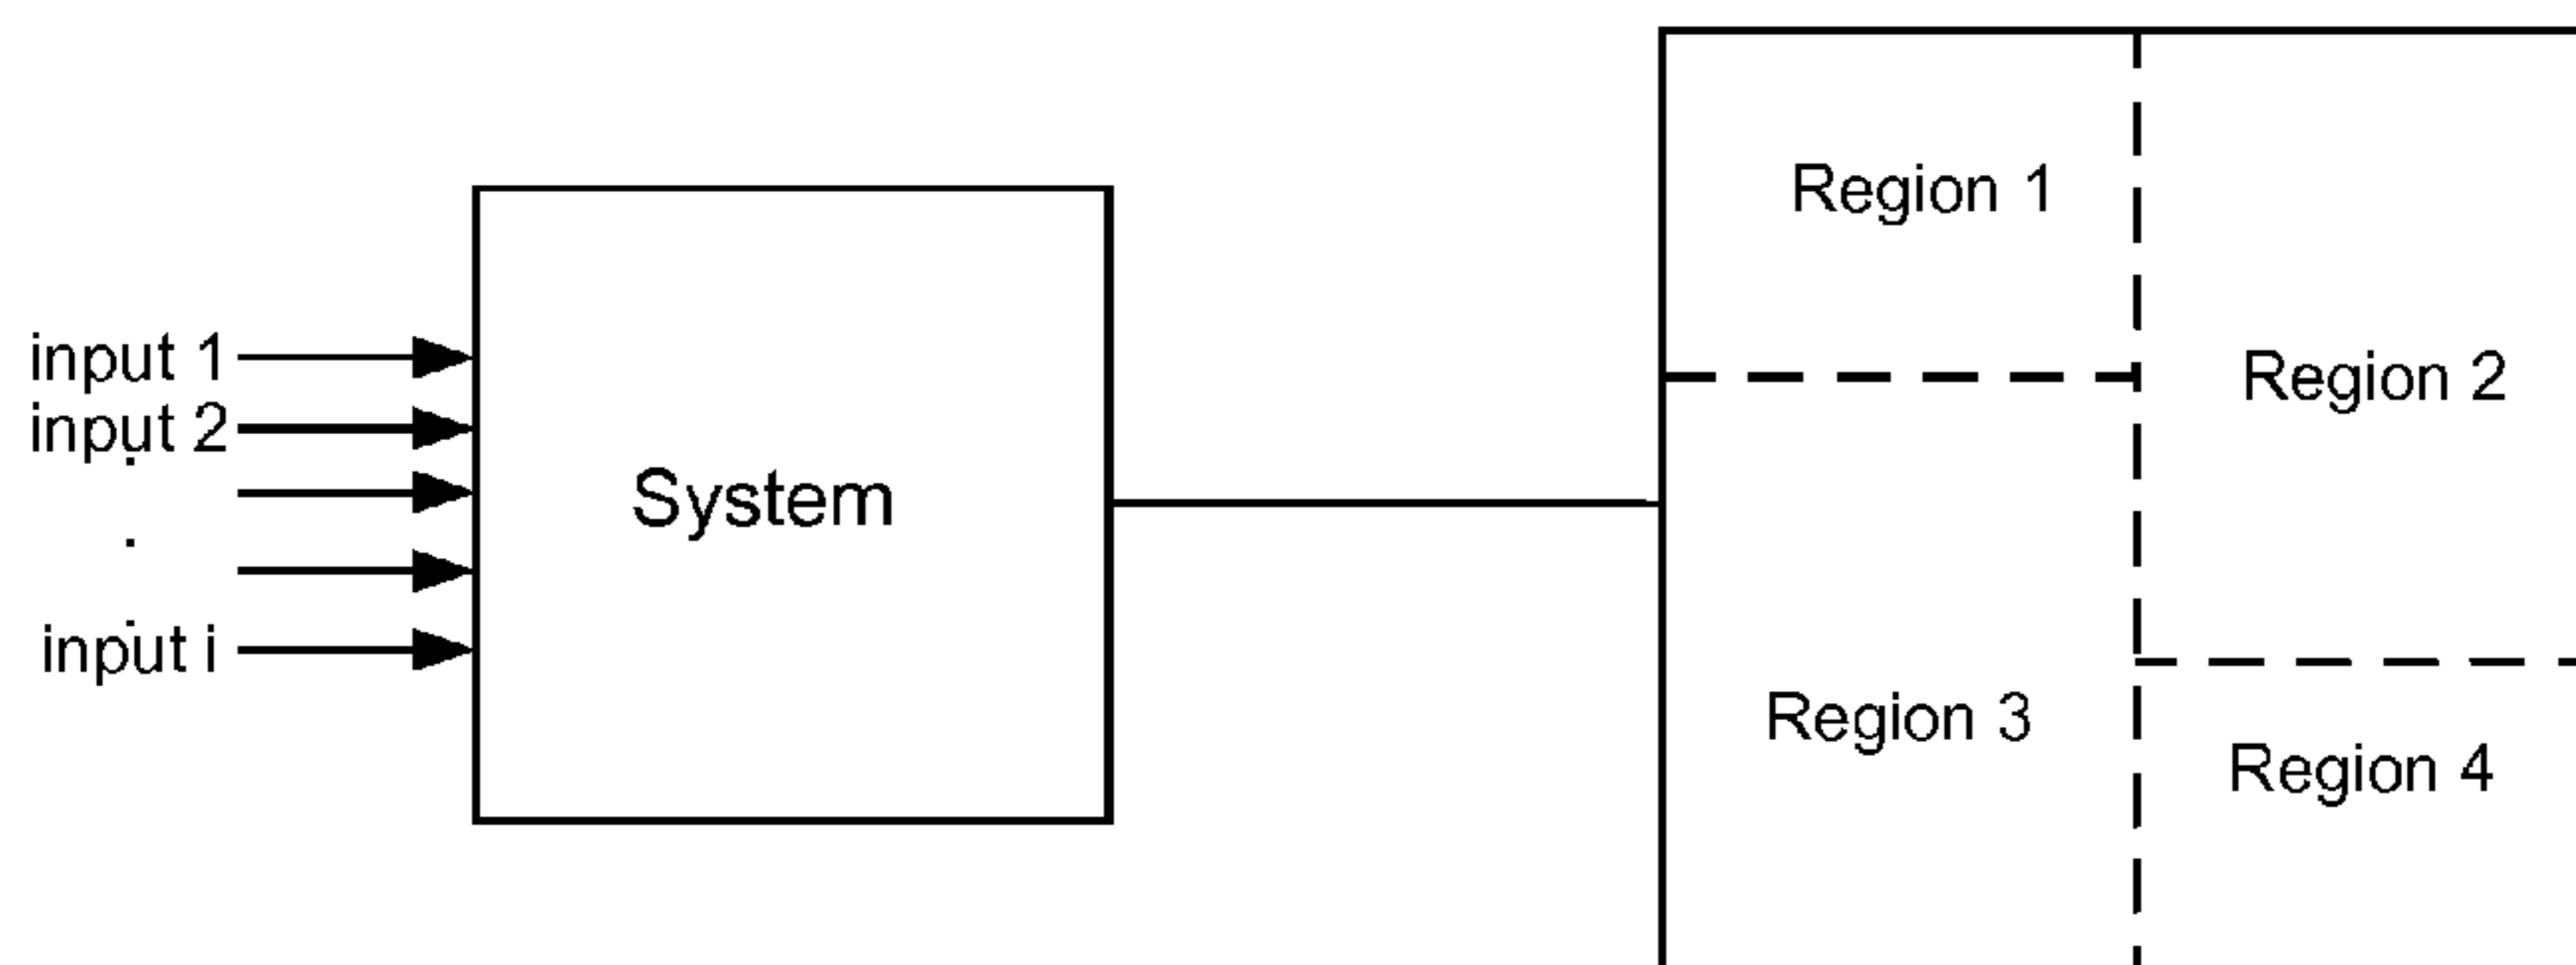 input 1
input 2
.
.
.
input i
System
Region 1
Region 2
Region 3
Region 4